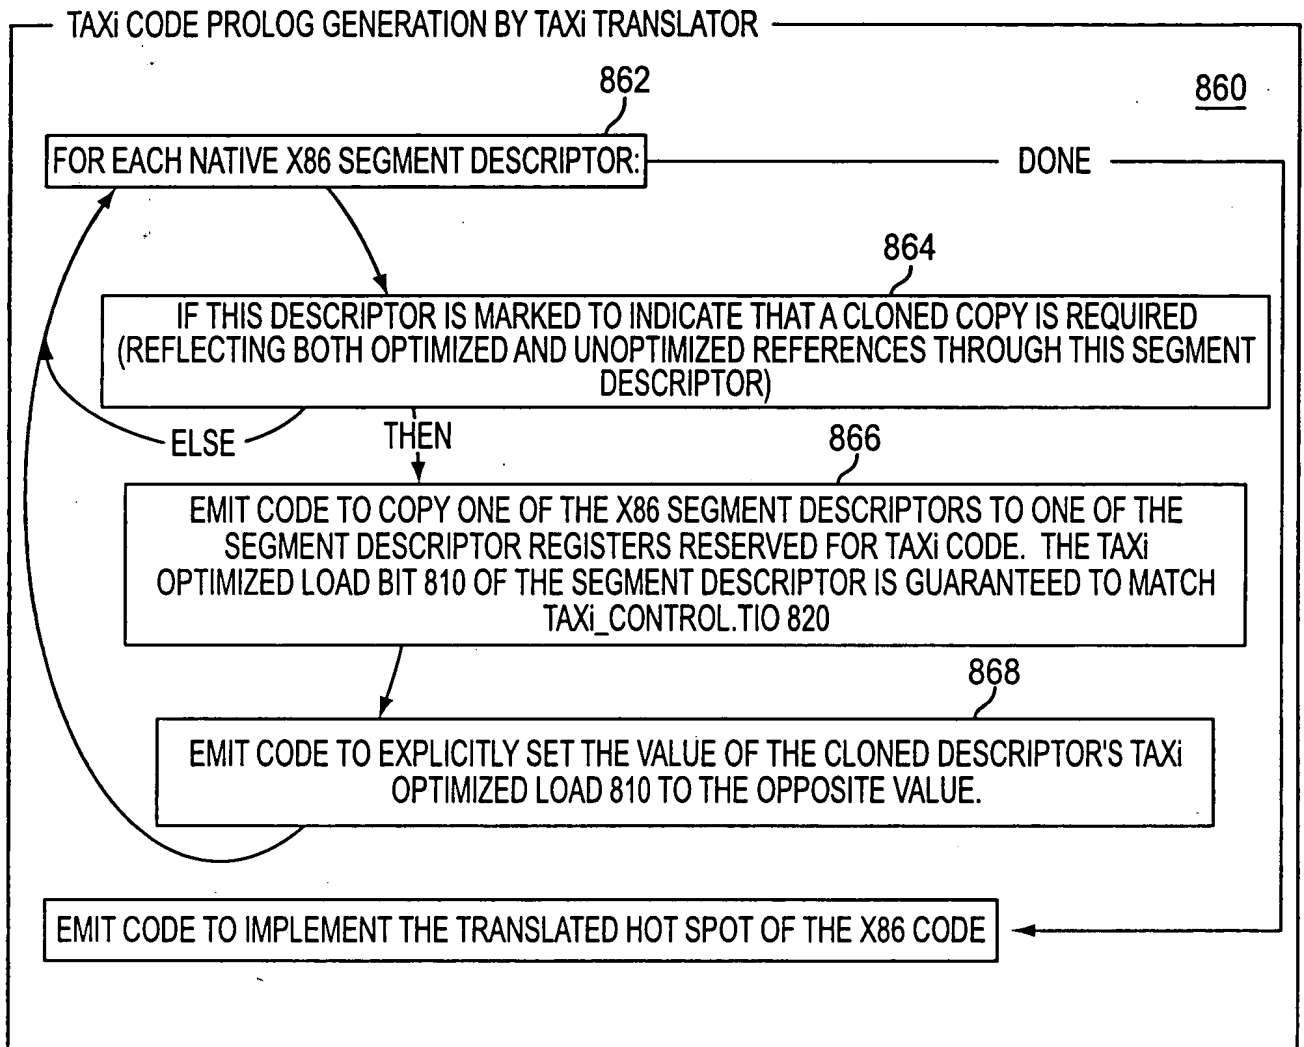 TAXi CODE PROLOG GENERATION BY TAXi TRANSLATOR
860
862
FOR EACH NATIVE X86 SEGMENT DESCRIPTOR:
DONE
864
IF THIS DESCRIPTOR IS MARKED TO INDICATE THAT A CLONED COPY IS REQUIRED
(REFLECTING BOTH OPTIMIZED AND UNOPTIMIZED REFERENCES THROUGH THIS SEGMENT
DESCRIPTOR)
ELSE
THEN
866
EMIT CODE TO COPY ONE OF THE X86 SEGMENT DESCRIPTORS TO ONE OF THE
SEGMENT DESCRIPTOR REGISTERS RESERVED FOR TAXi CODE. THE TAXi
OPTIMIZED LOAD BIT 810 OF THE SEGMENT DESCRIPTOR IS GUARANTEED TO MATCH
TAXi_CONTROL.TIO 820
868
EMIT CODE TO EXPLICITLY SET THE VALUE OF THE CLONED DESCRIPTOR'S TAXi
OPTIMIZED LOAD 810 TO THE OPPOSITE VALUE.
EMIT CODE TO IMPLEMENT THE TRANSLATED HOT SPOT OF THE X86 CODE